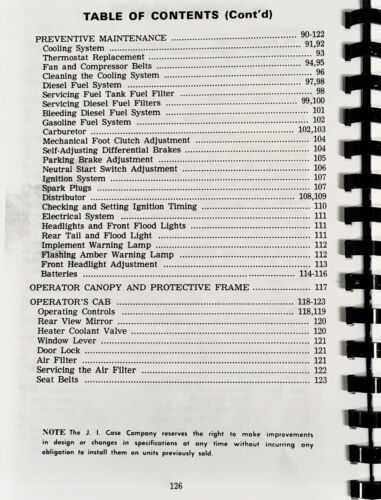 TABLE OF CONTENTS (Cont'd)
PREVENTIVE MAINTENANCE ........ 90-122
Cooling System ........ 91,92
Thermostat Replacement ........ 93
Fan and Compressor Belts ........ 94,95
Cleaning the Cooling System ........ 96
Diesel Fuel System ........ 97,98
Servicing Fuel Tank Fuel Filter ........ 98
Servicing Diesel Fuel Filters ........ 99,100
Bleeding Diesel Fuel System ........ 101
Gasoline Fuel System ........ 102
Carburetor ........ 102,103
Mechanical Foot Clutch Adjustment ........ 104
Self-Adjusting Differential Brakes ........ 104
Parking Brake Adjustment ........ 105
Neutral Start Switch Adjustment ........ 106
Ignition System ........ 107
Spark Plugs ........ 107
Distributor ........ 108,109
Checking and Setting Ignition Timing ........ 110
Electrical System ........ 111
Headlights and Front Flood Lights ........ 111
Rear Tail and Flood Light ........ 111
Implement Warning Lamp ........ 112
Flashing Amber Warning Lamp ........ 112
Front Headlight Adjustment ........ 113
Batteries ........ 114-116
OPERATOR CANOPY AND PROTECTIVE FRAME ........ 117
OPERATOR'S CAB ........ 118-123
Operating Controls ........ 118,119
Rear View Mirror ........ 120
Heater Coolant Valve ........ 120
Window Lever ........ 121
Door Lock ........ 121
Air Filter ........ 121
Servicing the Air Filter ........ 122
Seat Belts ........ 123
NOTE The J. I. Case Company reserves the right to make improvements
in design or changes in specifications at any time without incurring any
obligation to install them on units previously sold.
126